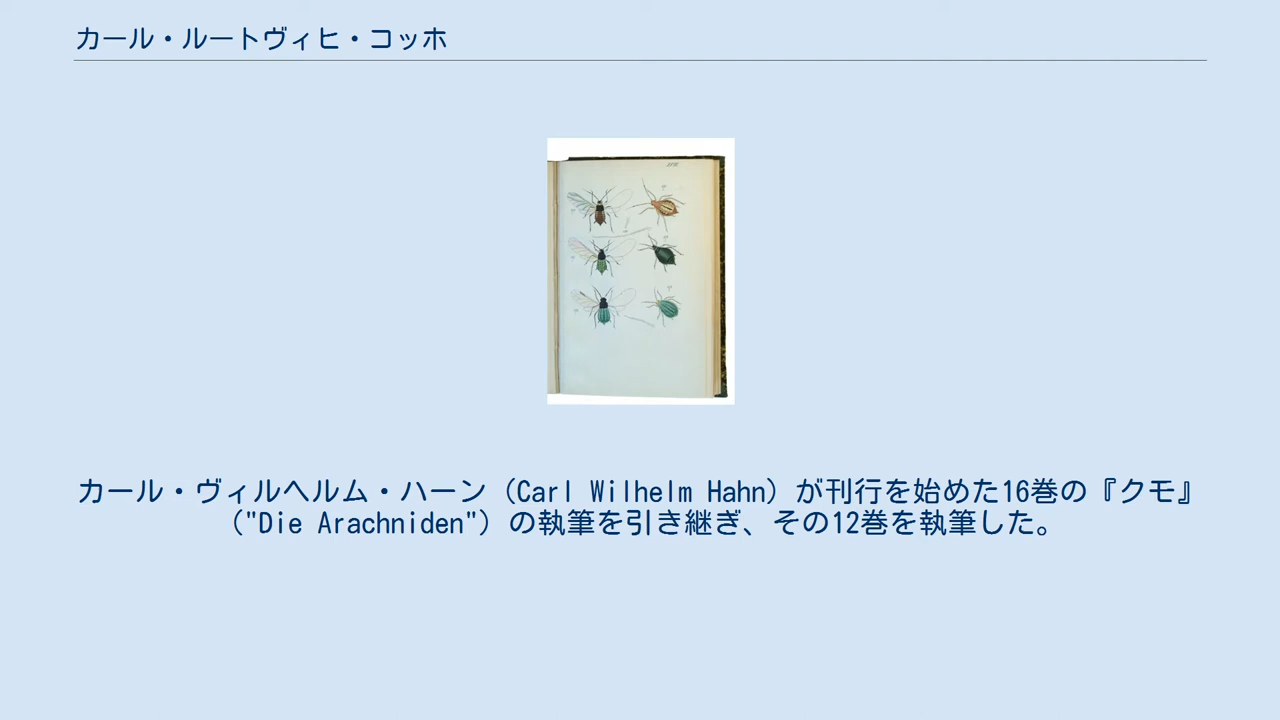 カール・ルートヴィヒ・コッホ
カール・ヴィルヘルム・ハーン（Carl Wilhelm Hahn）が刊行を始めた16巻の『クモ』
（"Die Arachniden"）の執筆を引き継ぎ、その12巻を執筆した。